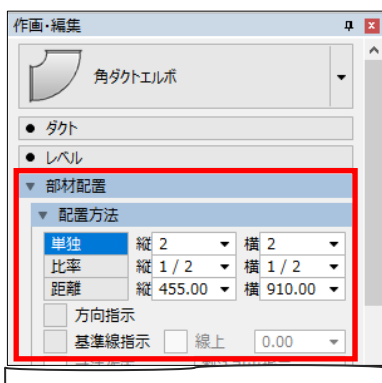 作画・編集
角ダクトエルボ
● ダクト
● レベル
▼ 部材配置
▼ 配置方法
単独 縦 2 横 2
比率 縦 1 / 2 横 1 / 2
距離 縦 455.00 横 910.00
方向指示
基準線指示 線上 0.00